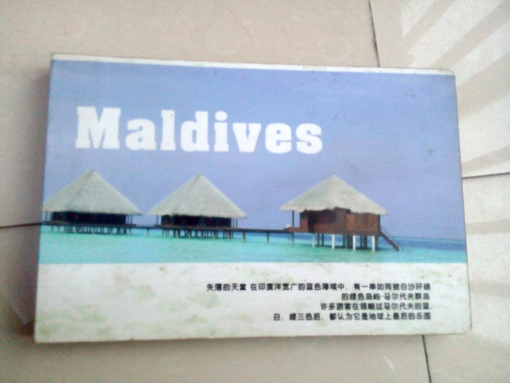 Maldives
失落的天堂 在印度洋宽广的蓝色海域中，有一串如同被白沙环绕
的绿色岛屿-马尔代夫群岛
许多游客在领略过马尔代夫的蓝、
白、绿三色后，都认为它是地球上最后的乐园